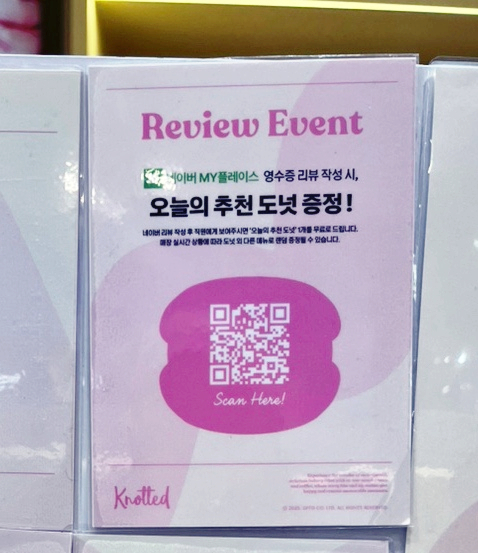 Review Event
네이버 MY플레이스 영수증 리뷰 작성 시,
오늘의 추천 도넛 증정!
네이버 리뷰 작성 후 직원에게 보여주시면 '오늘의 추천 도넛' 1개를 무료로 드립니다.
매장 실시간 상황에 따라 도넛 외 다른 메뉴로 랜덤 증정될 수 있습니다.
Scan Here!
Knotted